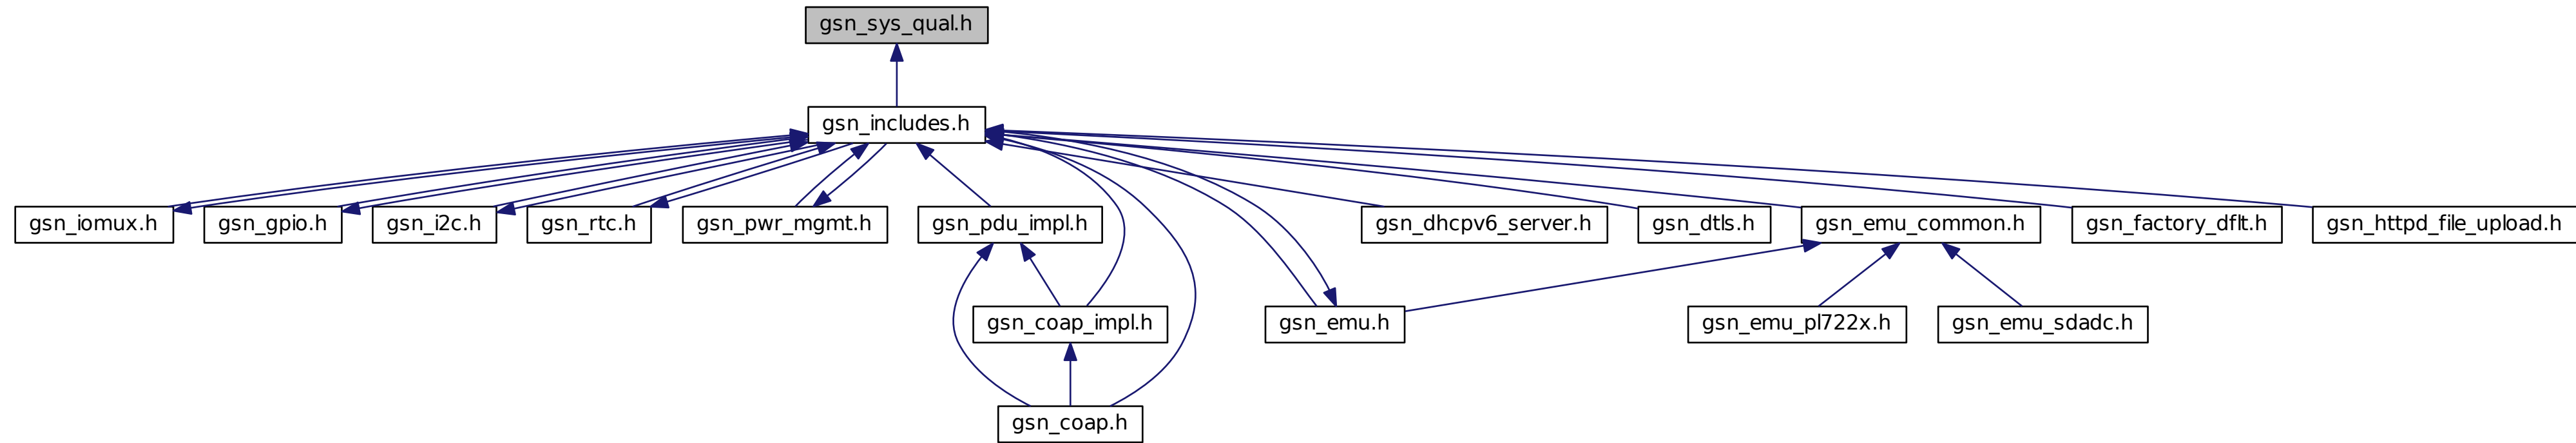 gsn_sys_qual.h
gsn_includes.h
gsn_iomux.h
gsn_gpio.h
gsn_i2c.h
gsn_rtc.h
gsn_pwr_mgmt.h
gsn_pdu_impl.h
gsn_dhcpv6_server.h
gsn_dtls.h
gsn_emu_common.h
gsn_factory_dflt.h
gsn_httpd_file_upload.h
gsn_coap_impl.h
gsn_emu.h
gsn_emu_pl722x.h
gsn_emu_sdadc.h
gsn_coap.h